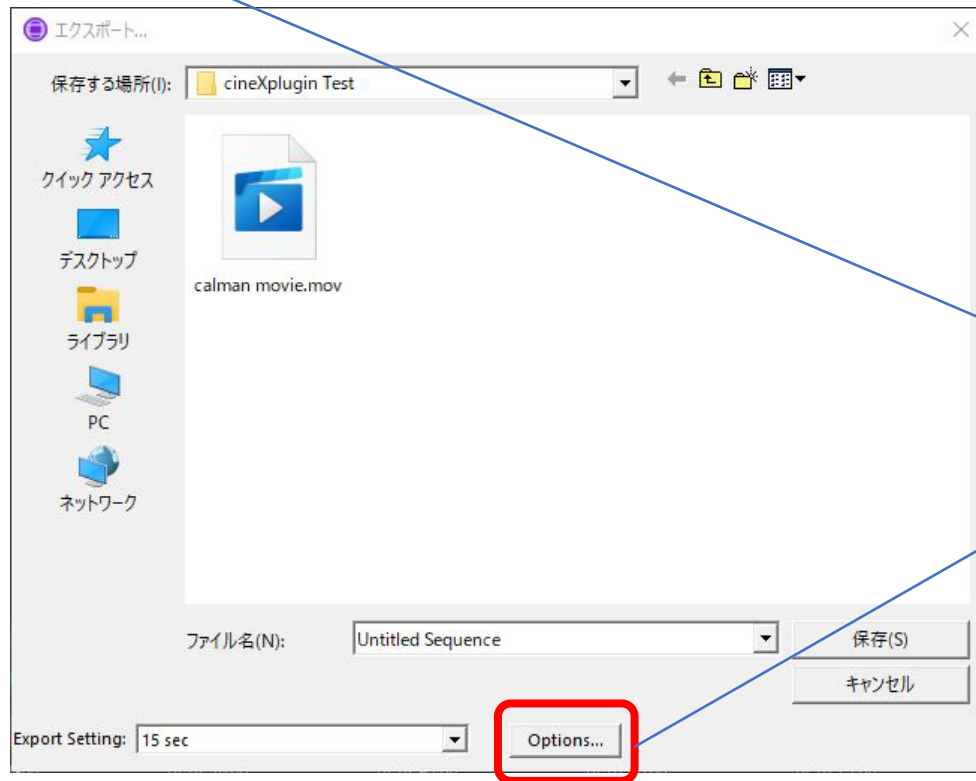 エクスポート...
保存する場所(I): cineXplugin Test
クイック アクセス
デスクトップ
ライブラリ
PC
ネットワーク
calman movie.mov
ファイル名(N): Untitled Sequence 保存(S)
キャンセル
Export Setting: 15 sec Options...